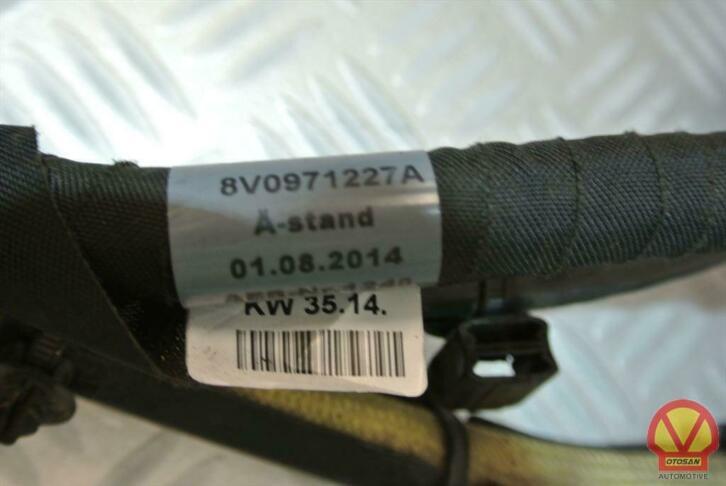 8V0971227A
Ä-stand
01.08.2014
KW 35.14.
OTOSAN
AUTOMOTIVE